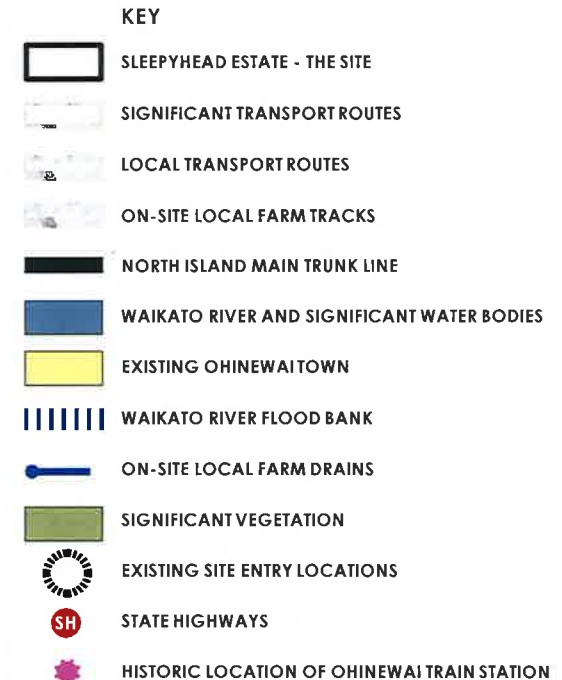 KEY
SLEEPYHEAD ESTATE - THE SITE
SIGNIFICANT TRANSPORT ROUTES
LOCAL TRANSPORT ROUTES
ON-SITE LOCAL FARM TRACKS
NORTH ISLAND MAIN TRUNK LINE
WAIKATO RIVER AND SIGNIFICANT WATER BODIES
EXISTING OHINEWAI TOWN
WAIKATO RIVER FLOOD BANK
ON-SITE LOCAL FARM DRAINS
SIGNIFICANT VEGETATION
EXISTING SITE ENTRY LOCATIONS
SH STATE HIGHWAYS
HISTORIC LOCATION OF OHINEWAI TRAIN STATION